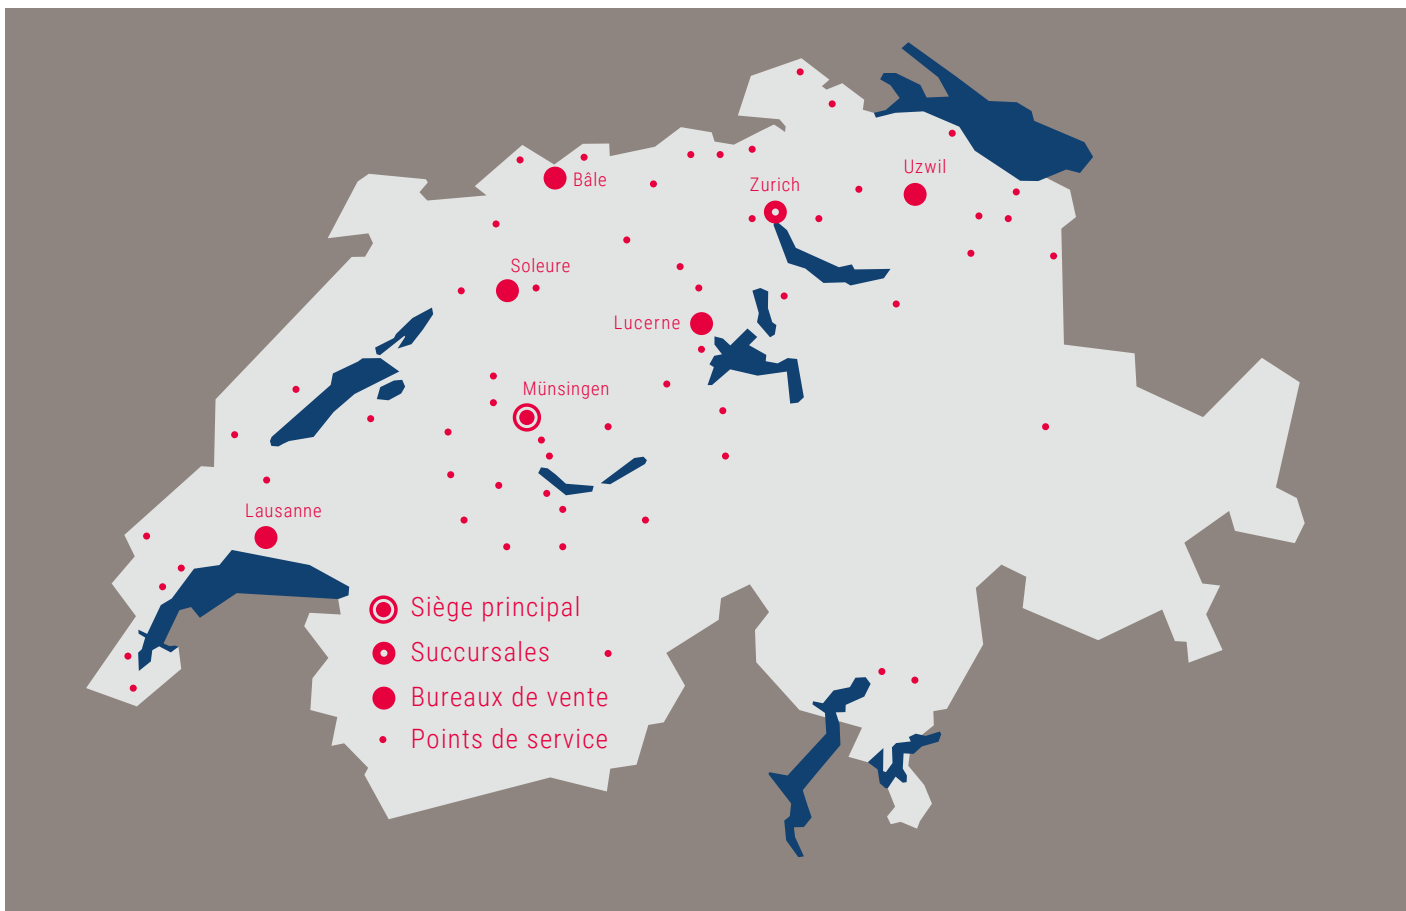 Uzwil
Bâle
Zurich
Soleure
Lucerne
Münsingen
Lausanne
Siège principal
Succursales
Bureaux de vente
Points de service